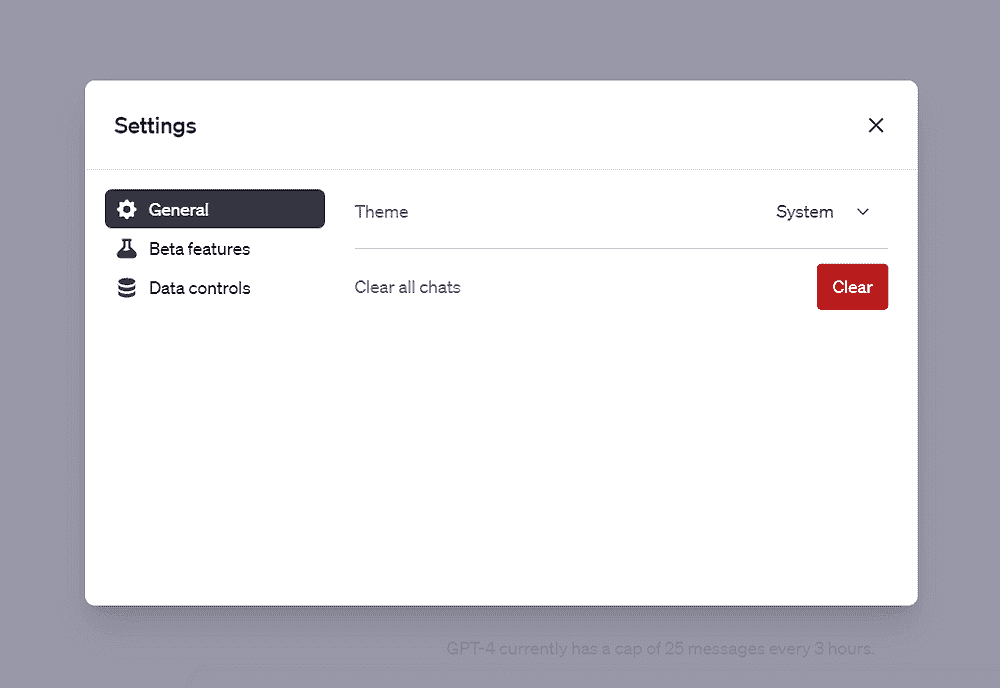 Settings
General
Beta features
Data controls
Theme
System
Clear all chats
Clear
GPT-4 currently has a cap of 25 messages every 3 hours.